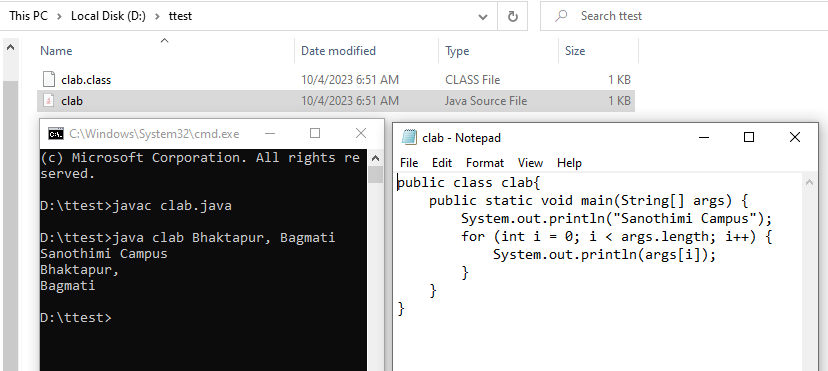 This PC > Local Disk (D:) > ttest
Search ttest
Name Date modified Type Size
clab.class 10/4/2023 6:51 AM CLASS File 1 KB
clab 10/4/2023 6:51 AM Java Source File 1 KB
C:\Windows\System32\cmd.exe
(c) Microsoft Corporation. All rights re
served.
D:\ttest>javac clab.java
D:\ttest>java clab Bhaktapur, Bagmati
Sanothimi Campus
Bhaktapur,
Bagmati
D:\ttest>
clab - Notepad
File Edit Format View Help
public class clab{
    public static void main(String[] args) {
        System.out.println("Sanothimi Campus");
        for (int i = 0; i < args.length; i++) {
            System.out.println(args[i]);
        }
    }
}